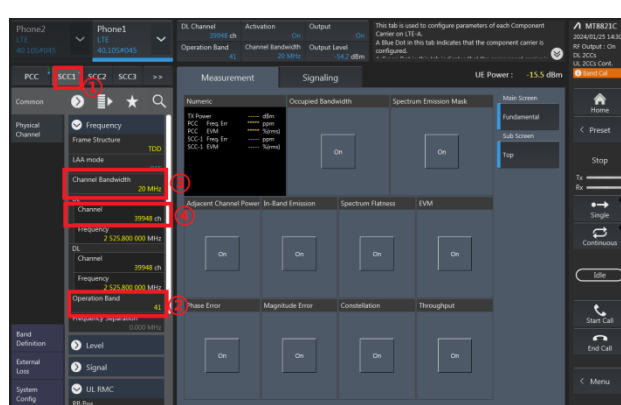 Phone2
LTE
40.105#045
Phone1
LTE
40.105#045
DL Channel
39948 ch
Activation
On
Output
On
Operation Band
41
Channel Bandwidth
20 MHz
Output Level
-54.2 dBm
This tab is used to configure parameters of each Component
Carrier on LTE-A.
A Blue Dot in this tab indicates that the component carrier is
configured.
MT8821C
2024/01/25 14:30
RF Output : On
DL 2CCs
UL 2CCs Cont.
Band Cal
PCC
SCC1
SCC2
SCC3
>>
①
Measurement
Signaling
UE Power : -15.5 dBm
Common
Physical
Channel
Band
Definition
External
Loss
System
Config
Frequency
Frame Structure
TDD
LAA mode
Channel Bandwidth
20 MHz
③
Channel
39948 ch
④
Frequency
2 525.800 000 MHz
DL
Channel
39948 ch
Frequency
2 525.800 000 MHz
Operation Band
41
②
Frequency Separation
0.000 MHz
Level
Signal
UL RMC
RB Pos
Numeric
TX Power ----- dBm
PCC Freq. Err ----- ppm
PCC EVM ----- %(rms)
SCC-1 Freq. Err ----- ppm
SCC-1 EVM ----- %(rms)
Occupied Bandwidth
On
Spectrum Emission Mask
On
Adjacent Channel Power
On
In-Band Emission
On
Spectrum Flatness
On
EVM
On
Phase Error
On
Magnitude Error
On
Constellation
On
Throughput
On
Main Screen
Fundamental
Sub Screen
Top
Home
< Preset
Stop
Tx
Rx
Single
Continuous
Idle
Start Call
End Call
< Menu